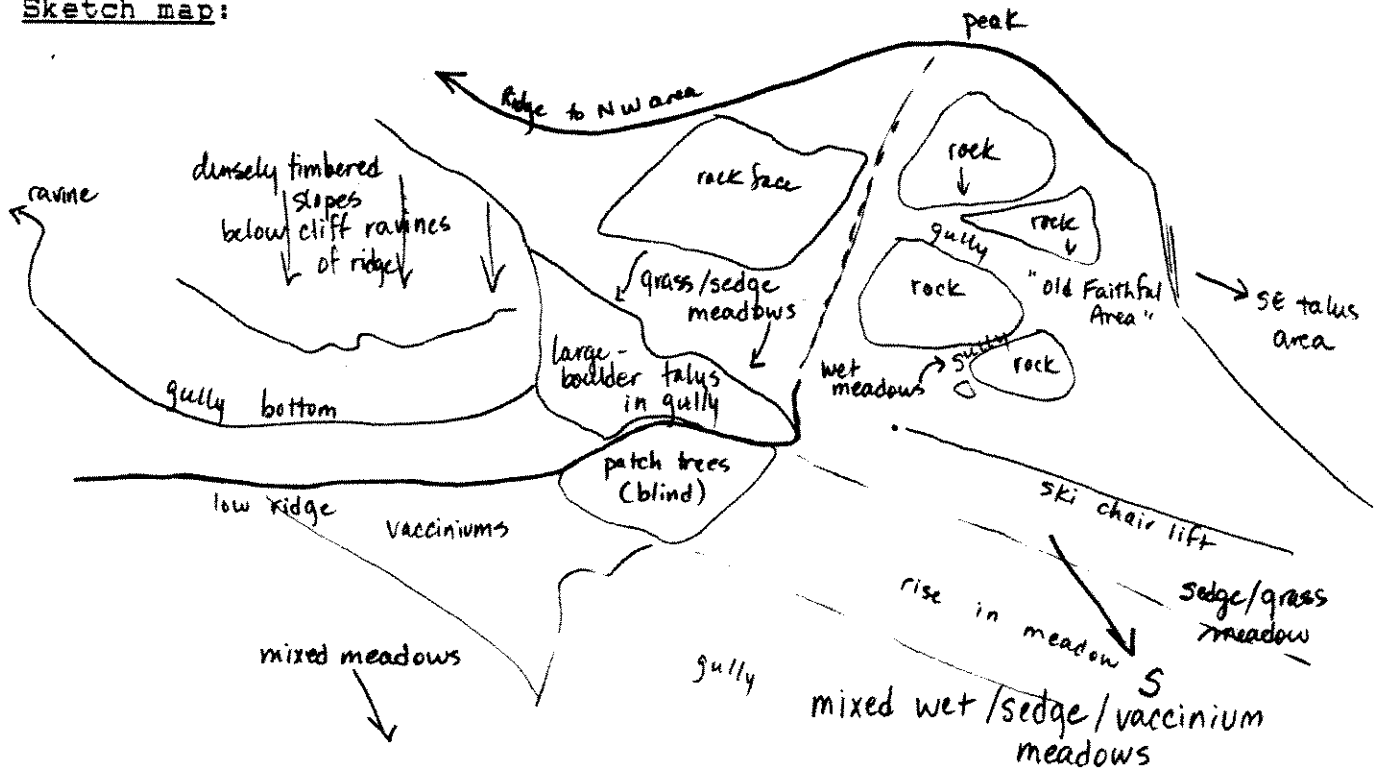 Sketch map:
peak
Ridge to NW area
ravine
densely timbered
slopes
below cliff ravines
of ridge
rock face
rock
rock
gully
rock
"Old Faithful
Area"
SE talus
area
grass/sedge
meadows
large-
boulder talus
in gully
wet
meadows
gully
rock
gully bottom
patch trees
(blind)
low ridge
vacciniums
ski chair lift
sedge/grass
meadow
rise in meadow
S
mixed meadows
gully
mixed wet/sedge/vaccinium
meadows